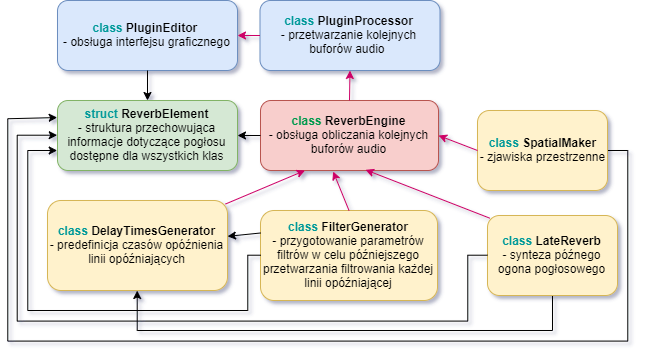 class PluginEditor
- obsługa interfejsu graficznego
class PluginProcessor
- przetwarzanie kolejnych
buforów audio
struct ReverbElement
- struktura przechowująca
informacje dotyczące pogłosu
dostępne dla wszystkich klas
class ReverbEngine
- obsługa obliczania kolejnych
buforów audio
class SpatialMaker
- zjawiska przestrzenne
class DelayTimesGenerator
- predefinicja czasów opóźnienia
linii opóźniających
class FilterGenerator
- przygotowanie parametrów
filtrów w celu późniejszego
przetwarzania filtrowania każdej
linii opóźniającej
class LateReverb
- synteza późnego
ogona pogłosowego